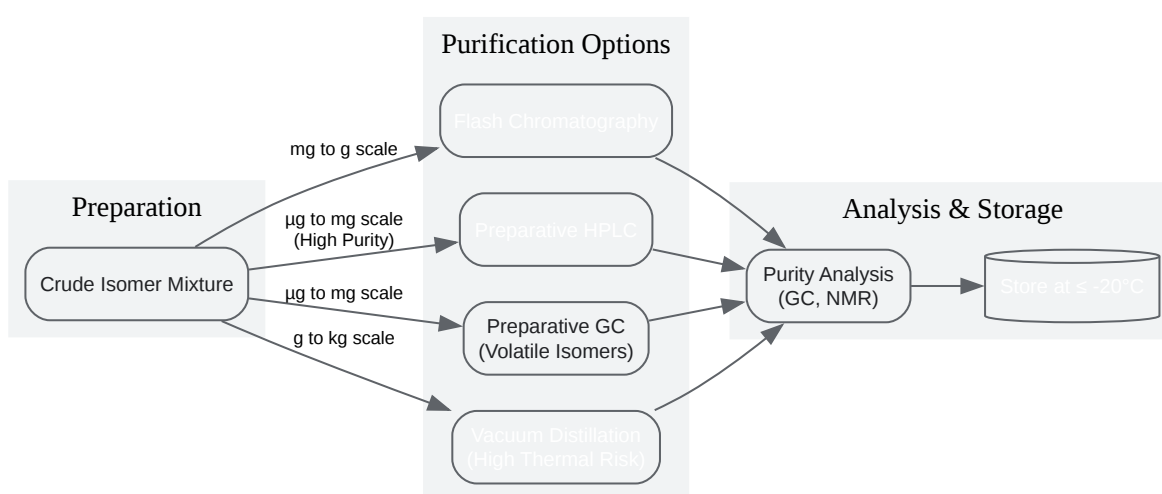 Preparation
Crude Isomer Mixture
mg to g scale
µg to mg scale
(High Purity)
µg to mg scale
g to kg scale
Purification Options
Flash Chromatography
Preparative HPLC
Preparative GC
(Volatile Isomers)
Vacuum Distillation
(High Thermal Risk)
Analysis & Storage
Purity Analysis
(GC, NMR)
Store at ≤ -20°C